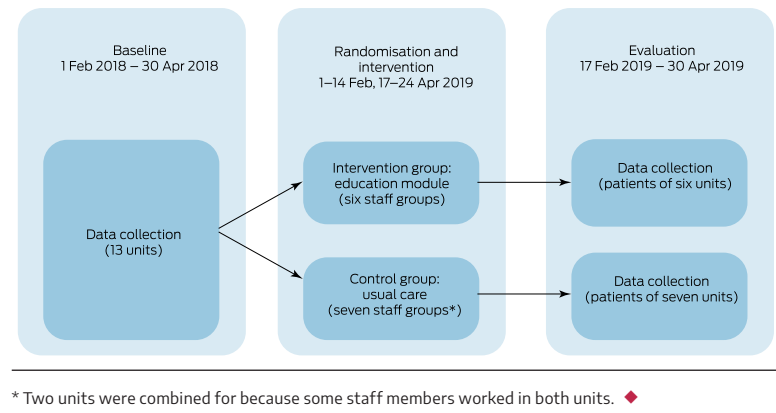 Baseline
1 Feb 2018 – 30 Apr 2018
Data collection
(13 units)
Randomisation and
intervention
1–14 Feb, 17–24 Apr 2019
Intervention group:
education module
(six staff groups)
Control group:
usual care
(seven staff groups*)
Evaluation
17 Feb 2019 – 30 Apr 2019
Data collection
(patients of six units)
Data collection
(patients of seven units)
* Two units were combined for because some staff members worked in both units. ◆